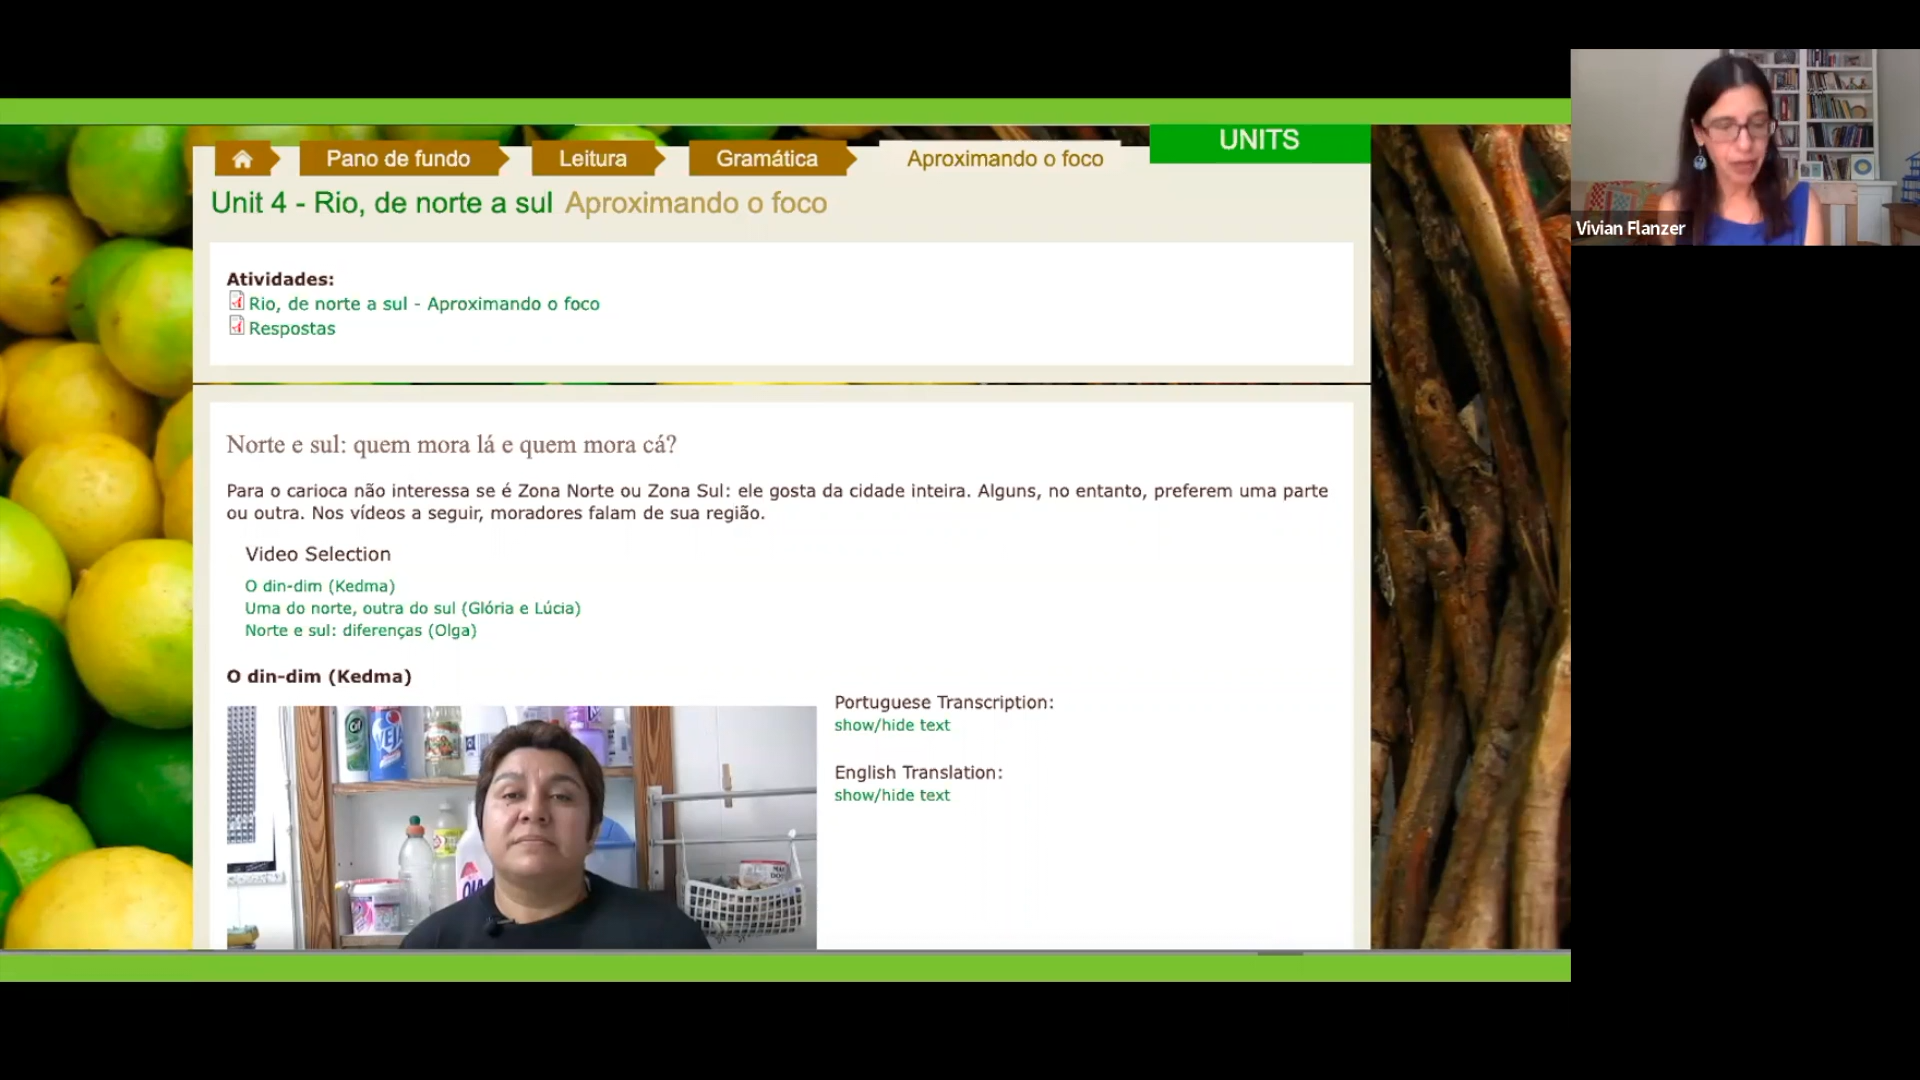 UNITS
Pano de fundo
Leitura
Gramática
Aproximando o foco
Unit 4 - Rio, de norte a sul Aproximando o foco
Atividades:
Rio, de norte a sul - Aproximando o foco
Respostas
Norte e sul: quem mora lá e quem mora cá?
Para o carioca não interessa se é Zona Norte ou Zona Sul: ele gosta da cidade inteira. Alguns, no entanto, preferem uma parte
ou outra. Nos vídeos a seguir, moradores falam de sua região.
Video Selection
O din-dim (Kedma)
Uma do norte, outra do sul (Glória e Lúcia)
Norte e sul: diferenças (Olga)
O din-dim (Kedma)
Portuguese Transcription:
show/hide text
English Translation:
show/hide text
Cif
VEJA
Vivian Flanzer